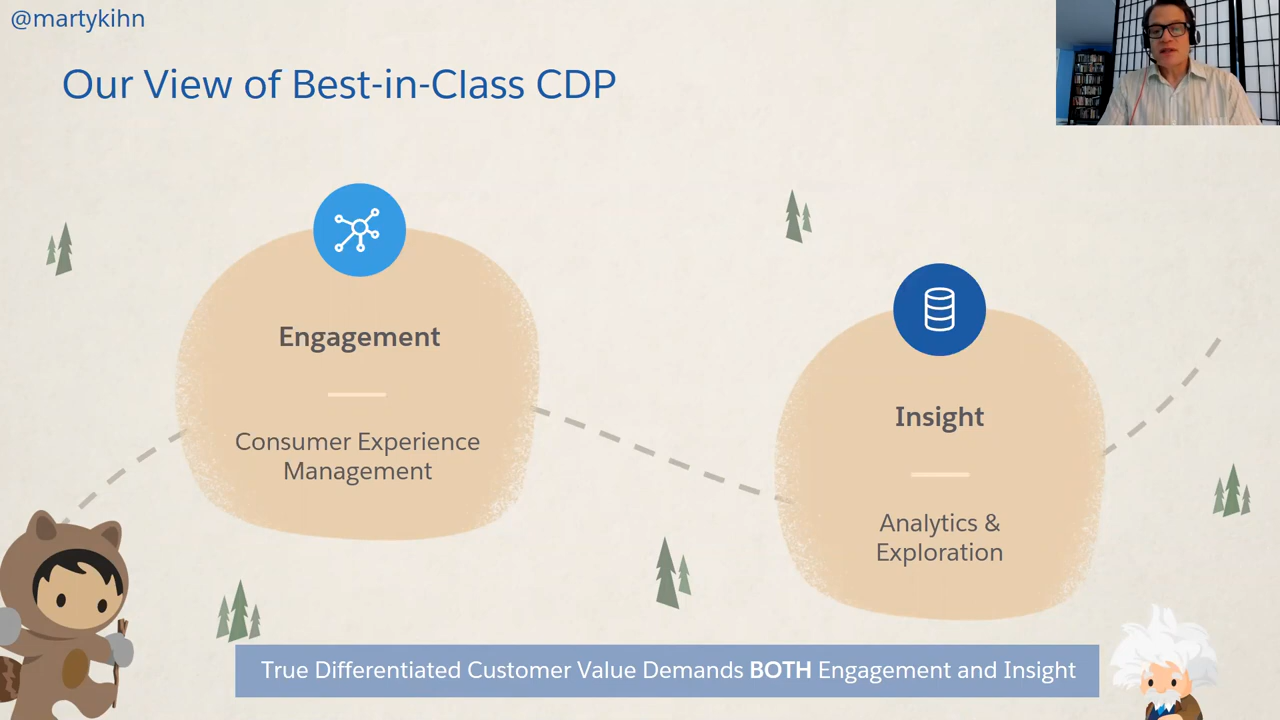 @martykihn
Our View of Best-in-Class CDP
Engagement
Consumer Experience
Management
Insight
Analytics &
Exploration
True Differentiated Customer Value Demands BOTH Engagement and Insight